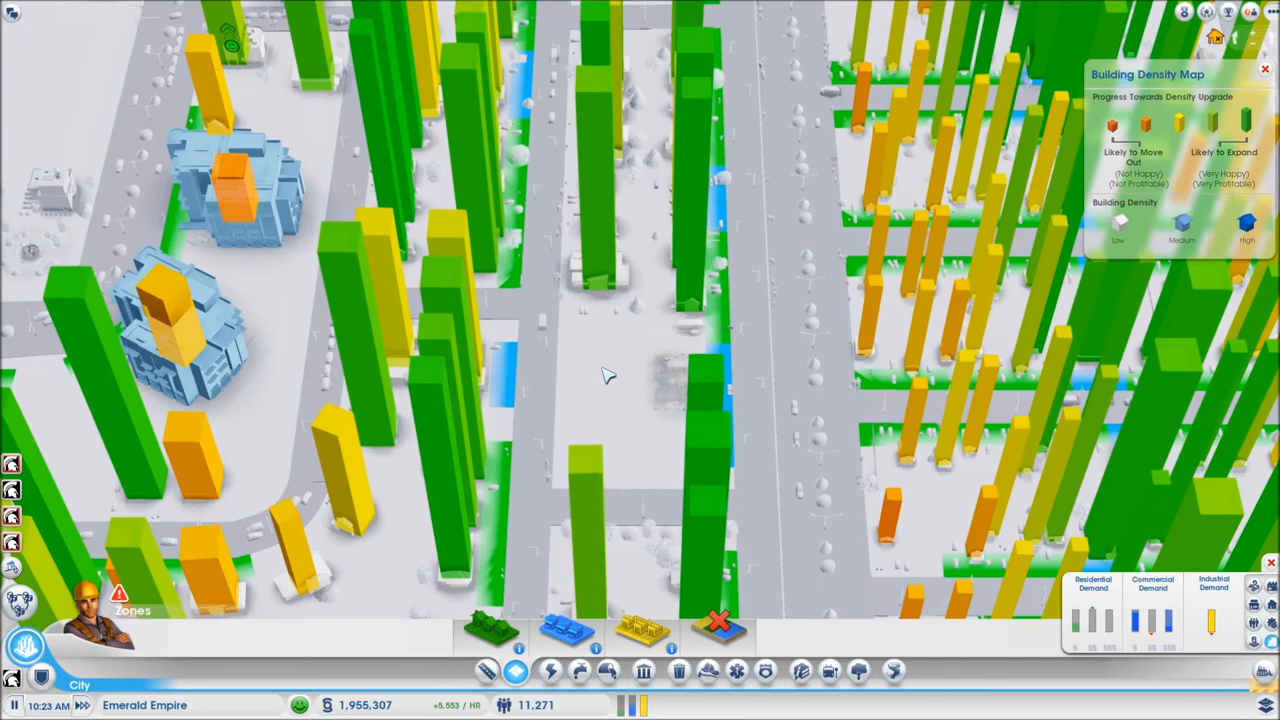 Building Density Map
Progress Towards Density Upgrade
Likely to Move Out
(Not Happy)
(Not Profitable)
Likely to Expand
(Very Happy)
(Very Profitable)
Building Density
Low
Medium
High
Residential Demand
Commercial Demand
Industrial Demand
$ $$ $$$
$ $$ $$$
Zones
City
10:23 AM
Emerald Empire
1,955,307
+5,553 / HR
11,271